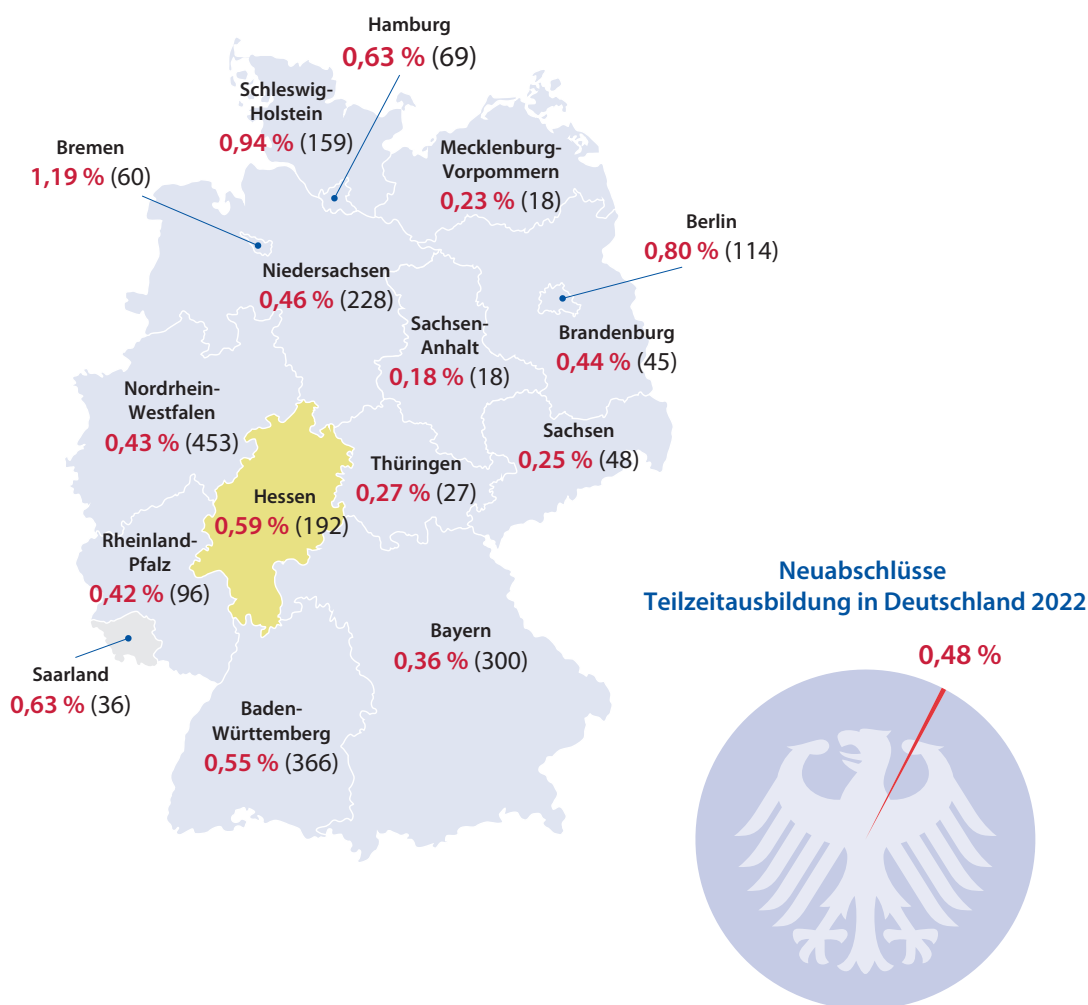 Hamburg
0,63 % (69)
Schleswig-
Holstein
0,94 % (159)
Mecklenburg-
Vorpommern
0,23 % (18)
Bremen
1,19 % (60)
Berlin
0,80 % (114)
Niedersachsen
0,46 % (228)
Sachsen-
Anhalt
0,18 % (18)
Brandenburg
0,44 % (45)
Nordrhein-
Westfalen
0,43 % (453)
Sachsen
0,25 % (48)
Thüringen
0,27 % (27)
Hessen
0,59 % (192)
Rheinland-
Pfalz
0,42 % (96)
Saarland
0,63 % (36)
Bayern
0,36 % (300)
Baden-
Württemberg
0,55 % (366)
Neuabschlüsse
Teilzeitausbildung in Deutschland 2022
0,48 %